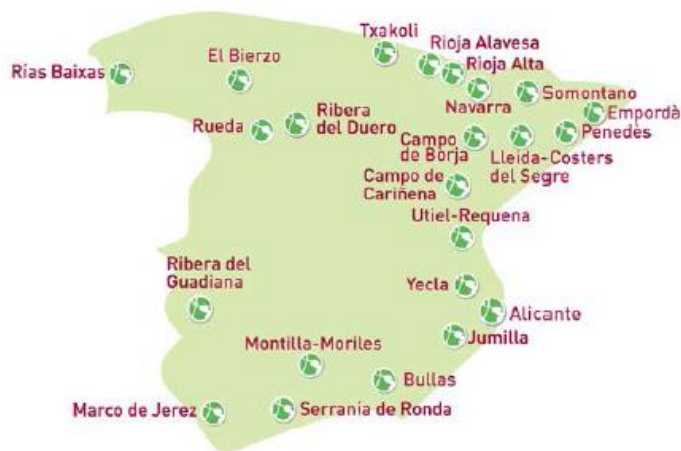 Txakoli
Rioja Alavesa
El Bierzo
Rías Baixas
Rioja Alta
Somontano
Navarra
Empordà
Ribera
del Duero
Rueda
Penedès
Campo
de Borja
Lleida-Costers
del Segre
Campo de
Cariñena
Utiel-Requena
Ribera del
Guadiana
Yecla
Alicante
Jumilla
Montilla-Moriles
Bullas
Marco de Jerez
Serranía de Ronda